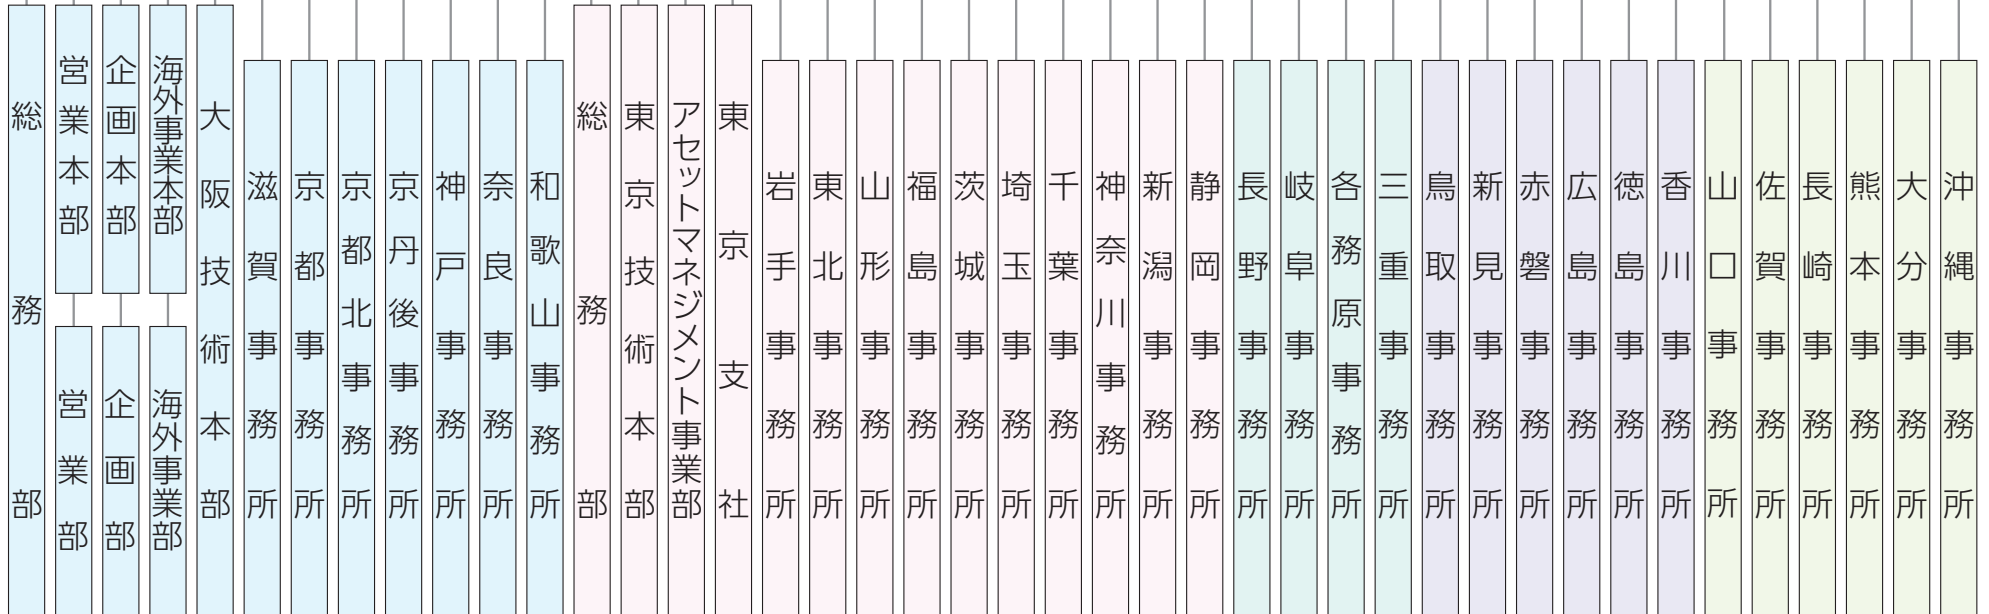 総務部
営業本部
営業部
企画本部
企画部
海外事業本部
海外事業部
大阪技術本部
滋賀事務所
京都事務所
京都北事務所
京丹後事務所
神戸事務所
奈良事務所
和歌山事務所
総務部
東京技術本部
アセットマネジメント事業部
東京支社
岩手事務所
東北事務所
山形事務所
福島事務所
茨城事務所
埼玉事務所
千葉事務所
神奈川事務所
新潟事務所
静岡事務所
長野事務所
岐阜事務所
各務原事務所
三重事務所
鳥取事務所
新見事務所
赤磐事務所
広島事務所
徳島事務所
香川事務所
山口事務所
佐賀事務所
長崎事務所
熊本事務所
大分事務所
沖縄事務所